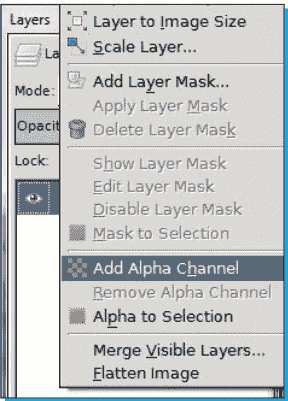 Layers
La
Mode:
Opacit
Lock:
Layer to Image Size
Scale Layer...
Add Layer Mask...
Apply Layer Mask
Delete Layer Mask
Show Layer Mask
Edit Layer Mask
Disable Layer Mask
Mask to Selection
Add Alpha Channel
Remove Alpha Channel
Alpha to Selection
Merge Visible Layers...
Flatten Image